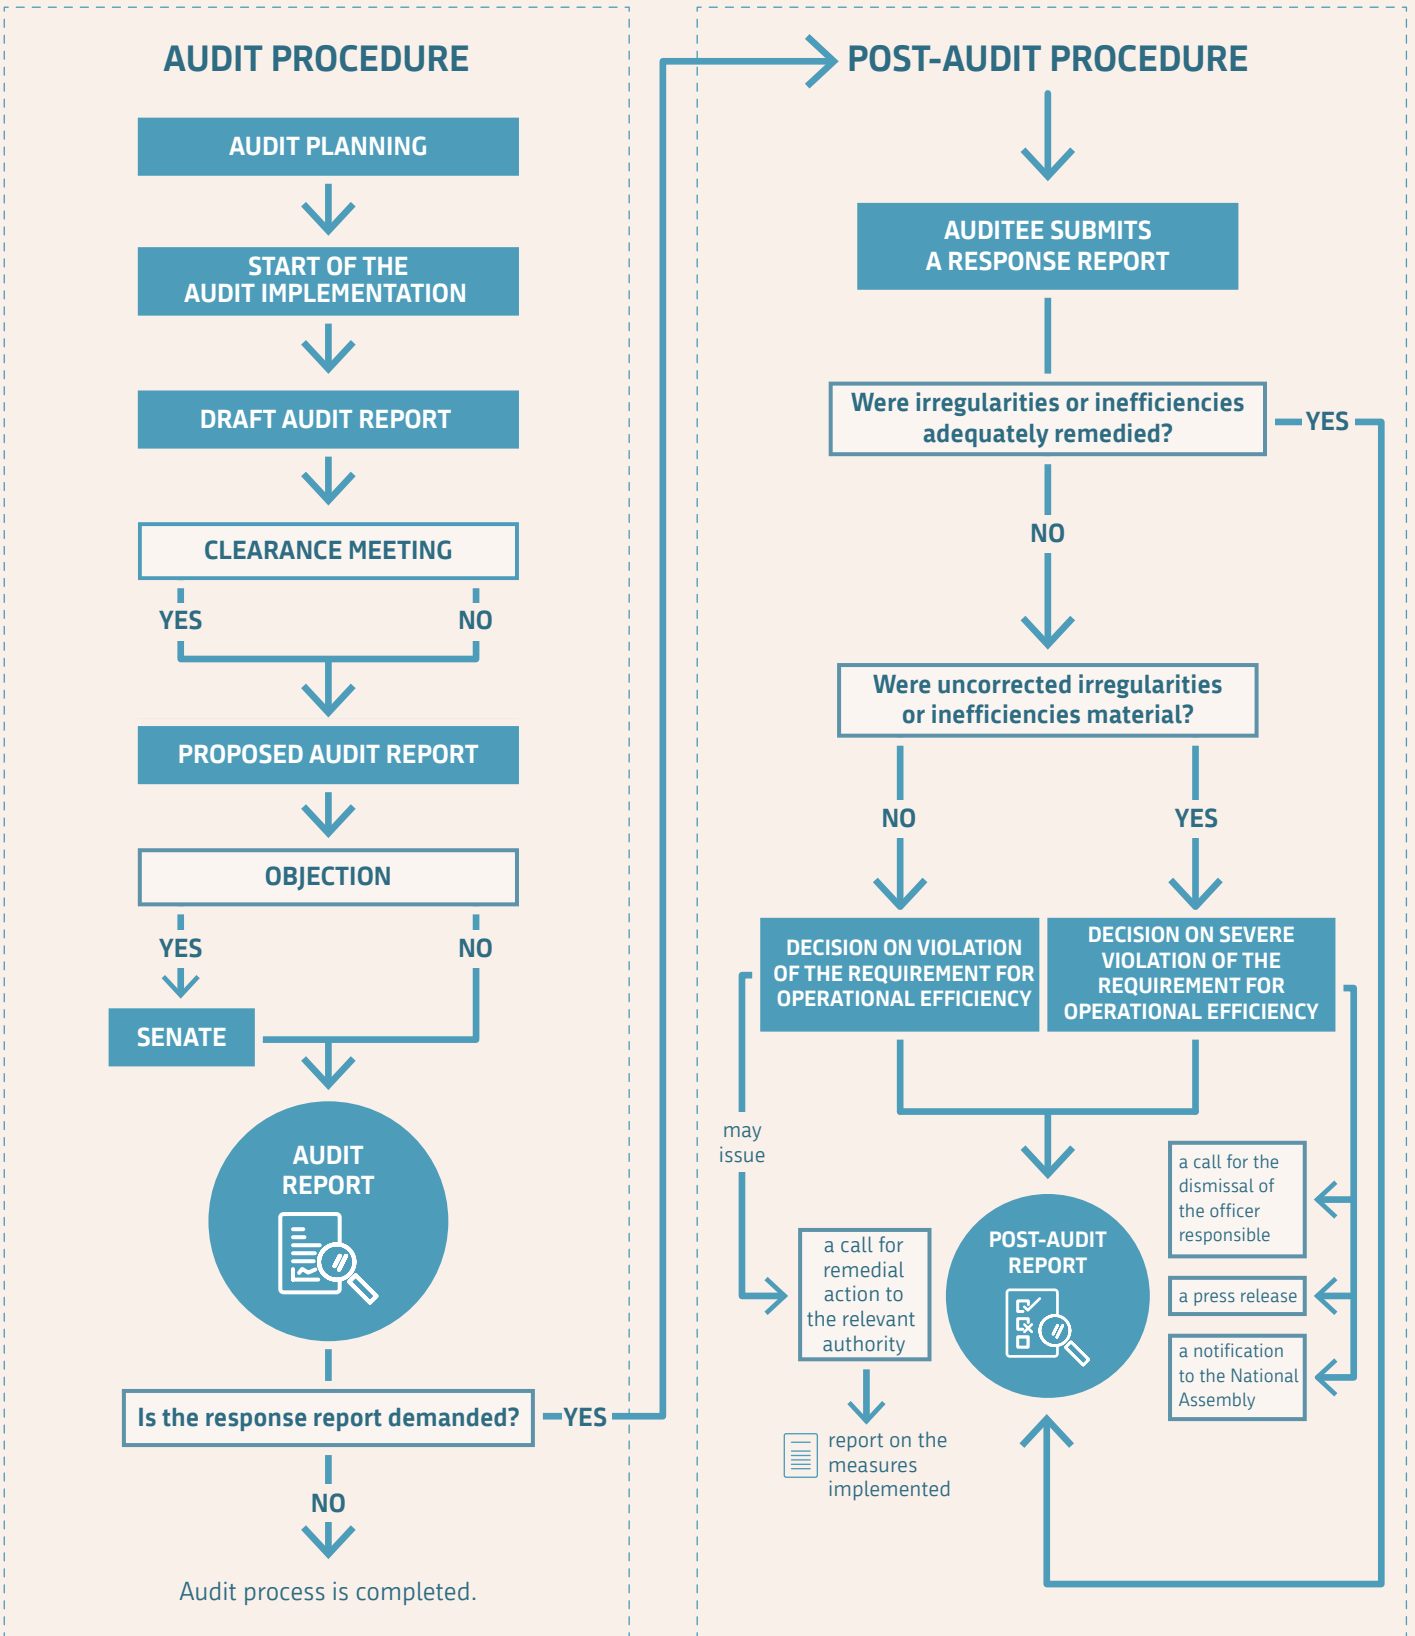 AUDIT PROCEDURE
AUDIT PLANNING
START OF THE
AUDIT IMPLEMENTATION
DRAFT AUDIT REPORT
CLEARANCE MEETING
YES
NO
PROPOSED AUDIT REPORT
OBJECTION
YES
NO
SENATE
AUDIT
REPORT
Is the response report demanded?
YES
NO
Audit process is completed.
POST-AUDIT PROCEDURE
AUDITEE SUBMITS
A RESPONSE REPORT
Were irregularities or inefficiencies
adequately remedied?
YES
NO
Were uncorrected irregularities
or inefficiencies material?
NO
YES
DECISION ON VIOLATION
OF THE REQUIREMENT FOR
OPERATIONAL EFFICIENCY
DECISION ON SEVERE
VIOLATION OF THE
REQUIREMENT FOR
OPERATIONAL EFFICIENCY
may
issue
a call for
remedial
action to
the relevant
authority
report on the
measures
implemented
POST-AUDIT
REPORT
a call for the
dismissal of
the officer
responsible
a press release
a notification
to the National
Assembly